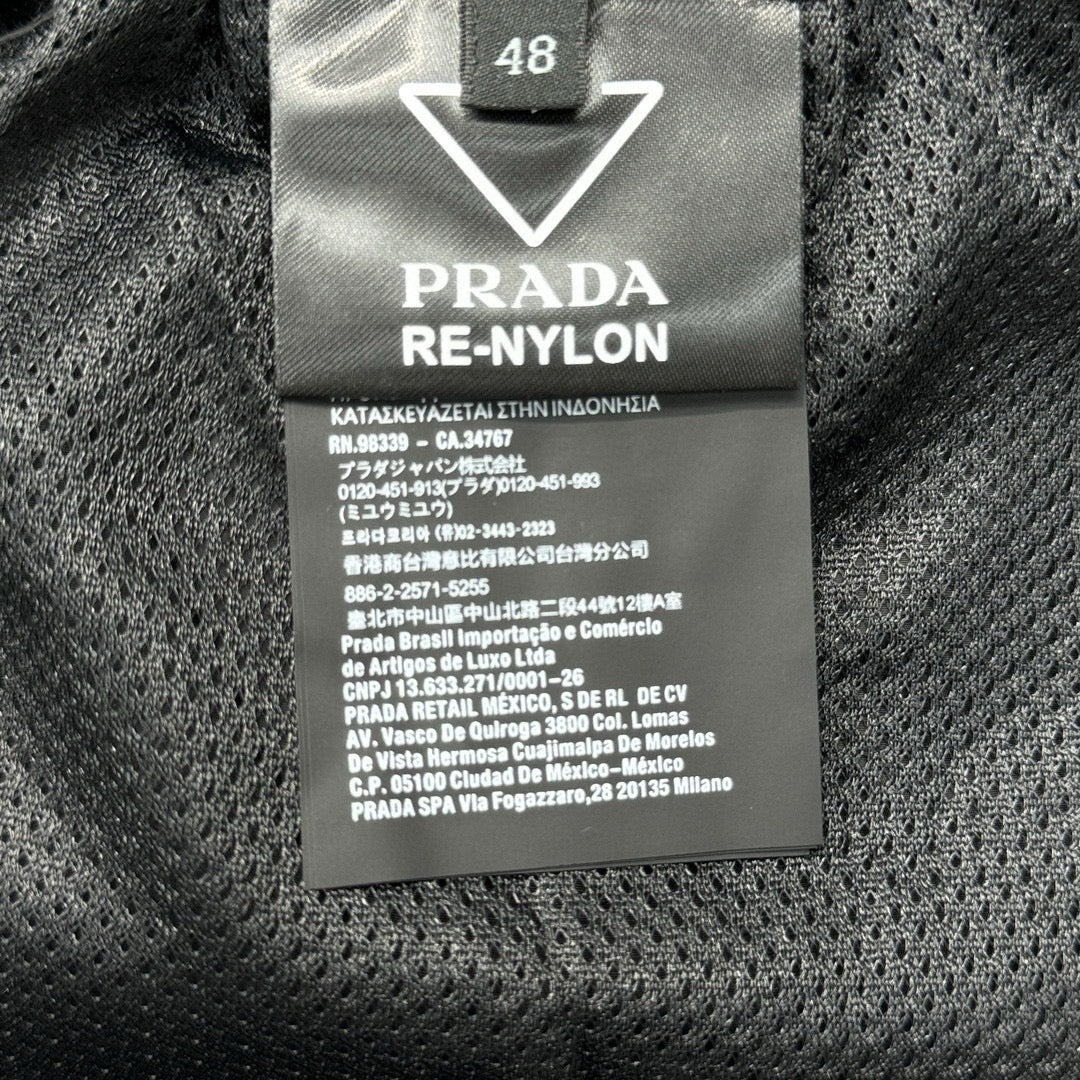 48
PRADA
RE-NYLON
ΚΑΤΑΣΚΕΥΑΖΕΤΑΙ ΣΤΗΝ ΙΝΔΟΝΗΣΙΑ
RN.98339 - CA.34767
プラダジャパン株式会社
0120-451-913(プラダ)0120-451-993
(ミユウミユウ)
프라다코리아 (유)02-3443-2323
香港商台灣意比有限公司台灣分公司
886-2-2571-5255
臺北市中山區中山北路二段44號12樓A室
Prada Brasil Importação e Comércio
de Artigos de Luxo Ltda
CNPJ 13.633.271/0001-26
PRADA RETAIL MÉXICO, S DE RL DE CV
AV. Vasco De Quiroga 3800 Col. Lomas
De Vista Hermosa Cuajimalpa De Morelos
C.P. 05100 Ciudad De México-México
PRADA SPA Via Fogazzaro,28 20135 Milano